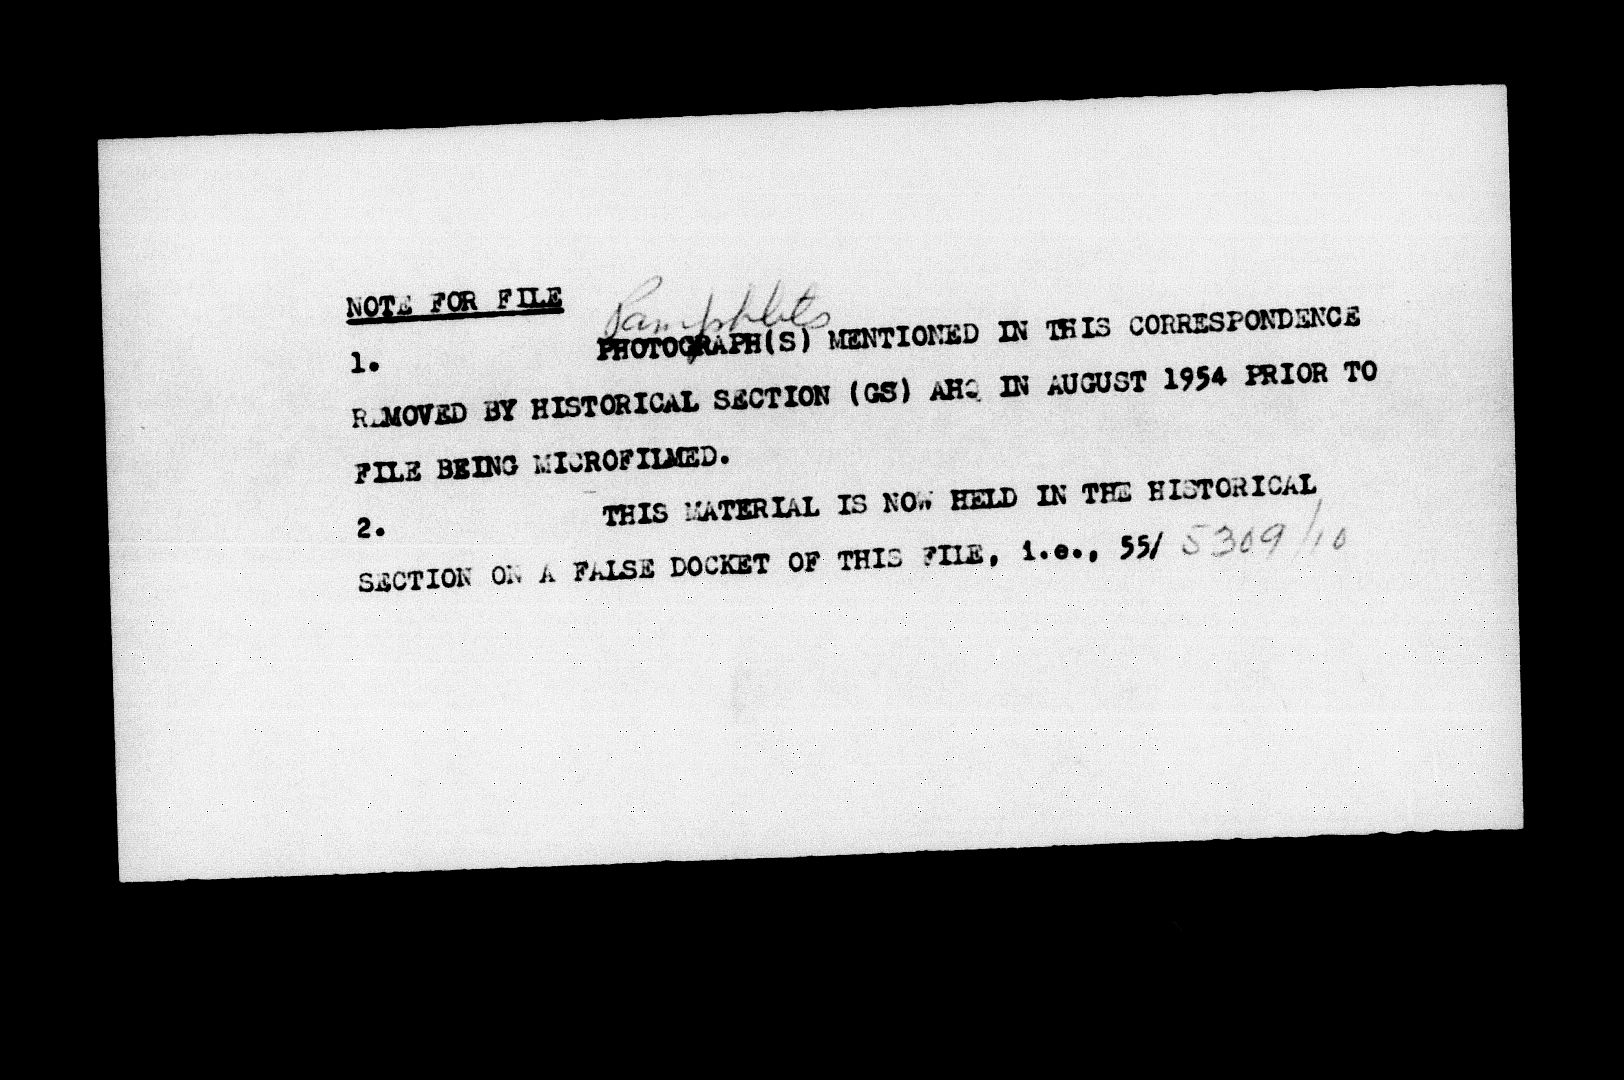 NOTE FOR FILE
Pamphlets
1. PHOTOGRAPH(S) MENTIONED IN THIS CORRESPONDENCE
REMOVED BY HISTORICAL SECTION (GS) AHQ IN AUGUST 1954 PRIOR TO
FILE BEING MICROFILMED.
2. THIS MATERIAL IS NOW HELD IN THE HISTORICAL
SECTION ON A FALSE DOCKET OF THIS FILE, i.e., 55/ 5309/10